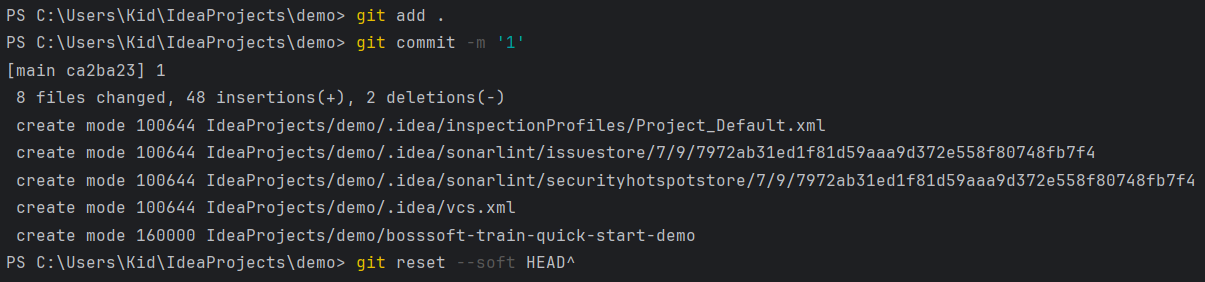 PS C:\Users\Kid\IdeaProjects\demo> git add .
PS C:\Users\Kid\IdeaProjects\demo> git commit -m '1'
[main ca2ba23] 1
 8 files changed, 48 insertions(+), 2 deletions(-)
 create mode 100644 IdeaProjects/demo/.idea/inspectionProfiles/Project_Default.xml
 create mode 100644 IdeaProjects/demo/.idea/sonarlint/issuestore/7/9/7972ab31ed1f81d59aaa9d372e558f80748fb7f4
 create mode 100644 IdeaProjects/demo/.idea/sonarlint/securityhotspotstore/7/9/7972ab31ed1f81d59aaa9d372e558f80748fb7f4
 create mode 100644 IdeaProjects/demo/.idea/vcs.xml
 create mode 160000 IdeaProjects/demo/bosssoft-train-quick-start-demo
PS C:\Users\Kid\IdeaProjects\demo> git reset --soft HEAD^